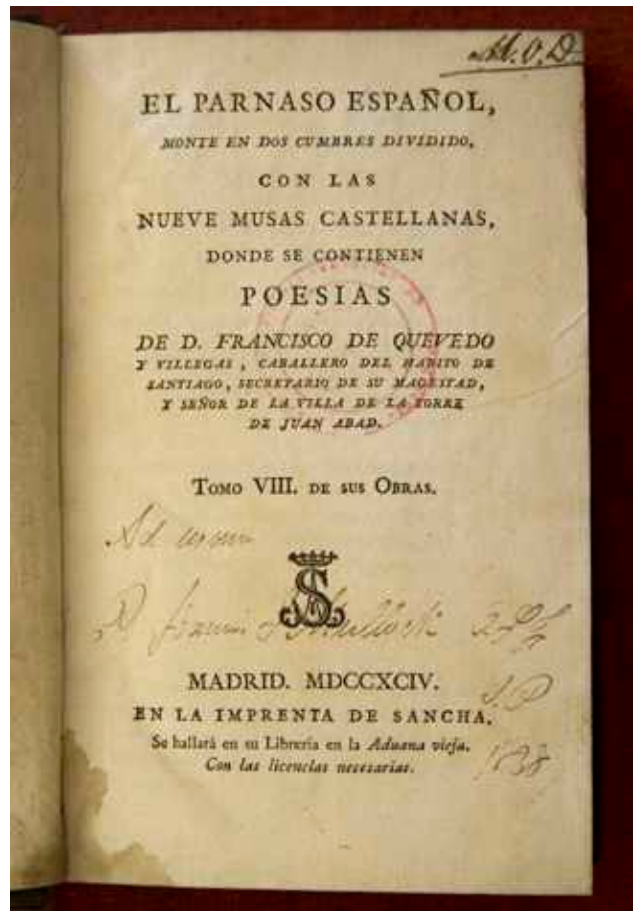 EL PARNASO ESPAÑOL,
MONTE EN DOS CUMBRES DIVIDIDO,
CON LAS
NUEVE MUSAS CASTELLANAS,
DONDE SE CONTIENEN
POESIAS
DE D. FRANCISCO DE QUEVEDO
Y VILLEGAS, CABALLERO DEL HABITO DE
SANTIAGO, SECRETARIO DE SU MAGESTAD,
Y SEÑOR DE LA VILLA DE LA TORRE
DE JUAN ABAD.
TOMO VIII. DE SUS OBRAS.
Ad usum
MADRID. MDCCXCIV.
EN LA IMPRENTA DE SANCHA.
Se hallará en su Librería en la Aduana vieja.
Con las licencias necesarias.